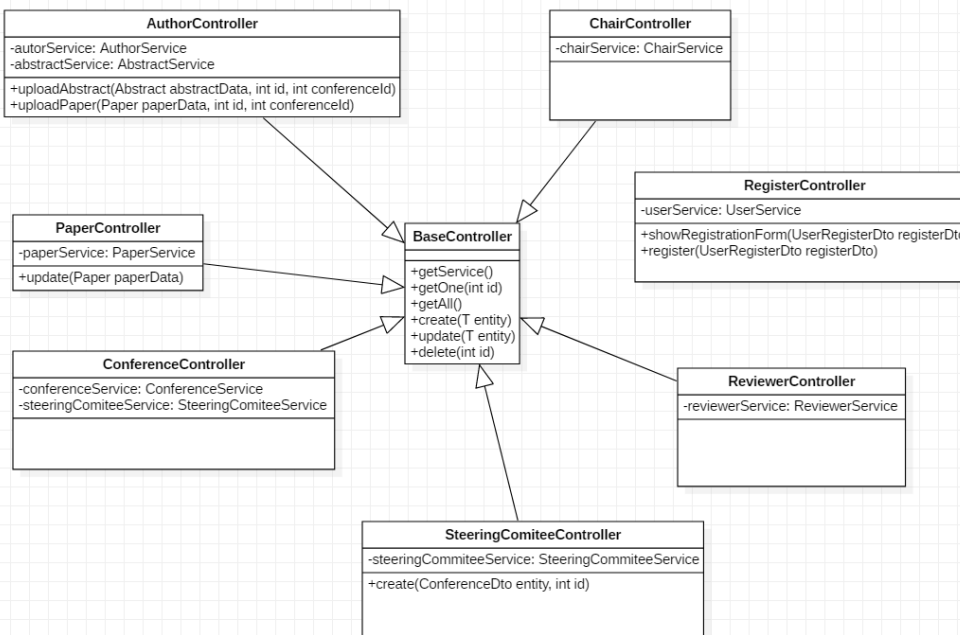 AuthorController
-autorService: AuthorService
-abstractService: AbstractService
+uploadAbstract(Abstract abstractData, int id, int conferenceId)
+uploadPaper(Paper paperData, int id, int conferenceId)
ChairController
-chairService: ChairService
RegisterController
-userService: UserService
+showRegistrationForm(UserRegisterDto registerDto
+register(UserRegisterDto registerDto)
PaperController
-paperService: PaperService
+update(Paper paperData)
BaseController
+getService()
+getOne(int id)
+getAll()
+create(T entity)
+update(T entity)
+delete(int id)
ConferenceController
-conferenceService: ConferenceService
-steeringComiteeService: SteeringComiteeService
ReviewerController
-reviewerService: ReviewerService
SteeringComiteeController
-steeringCommiteeService: SteeringCommiteeService
+create(ConferenceDto entity, int id)